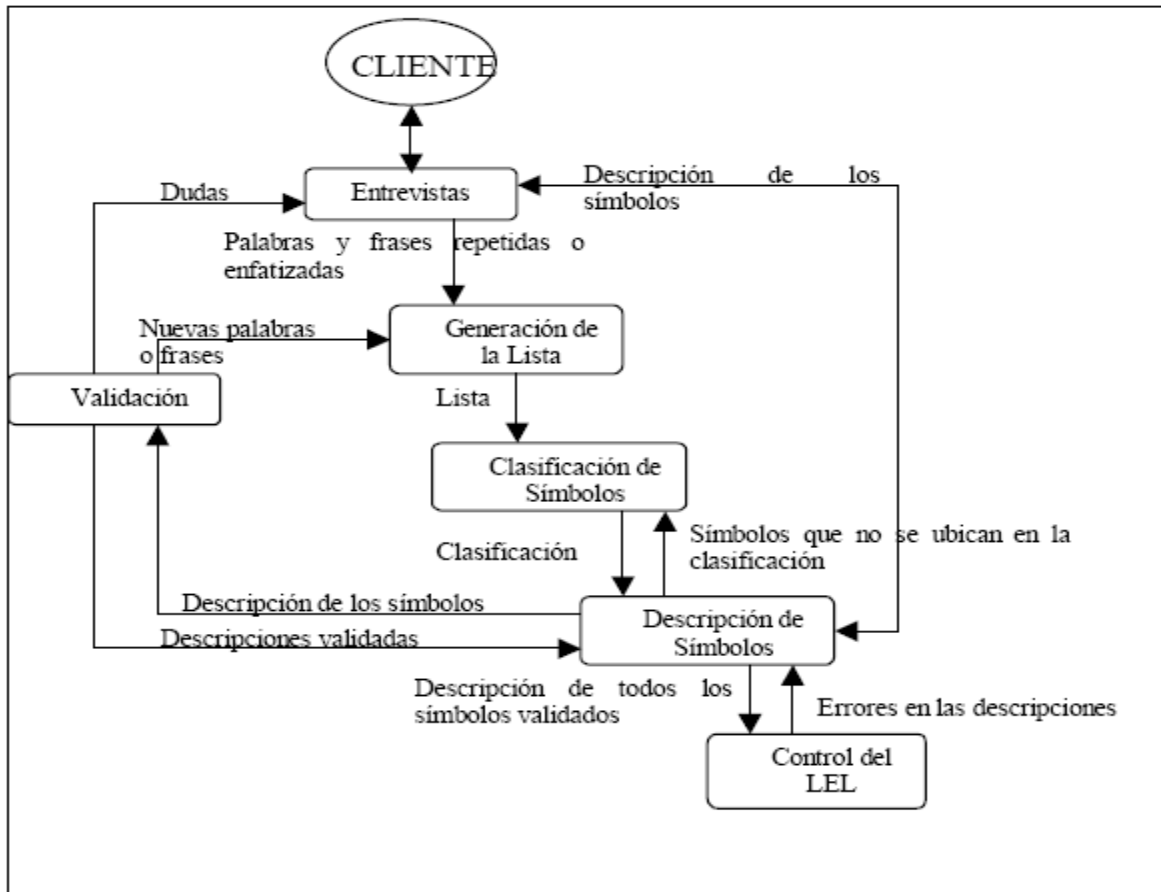 CLIENTE
Entrevistas
Dudas
Descripción de los
símbolos
Palabras y frases repetidas o
enfatizadas
Nuevas palabras
o frases
Generación de
la Lista
Validación
Lista
Clasificación de
Símbolos
Clasificación
Símbolos que no se ubican en la
clasificación
Descripción de los símbolos
Descripciones validadas
Descripción de
Símbolos
Descripción de todos los
símbolos validados
Errores en las descripciones
Control del
LEL